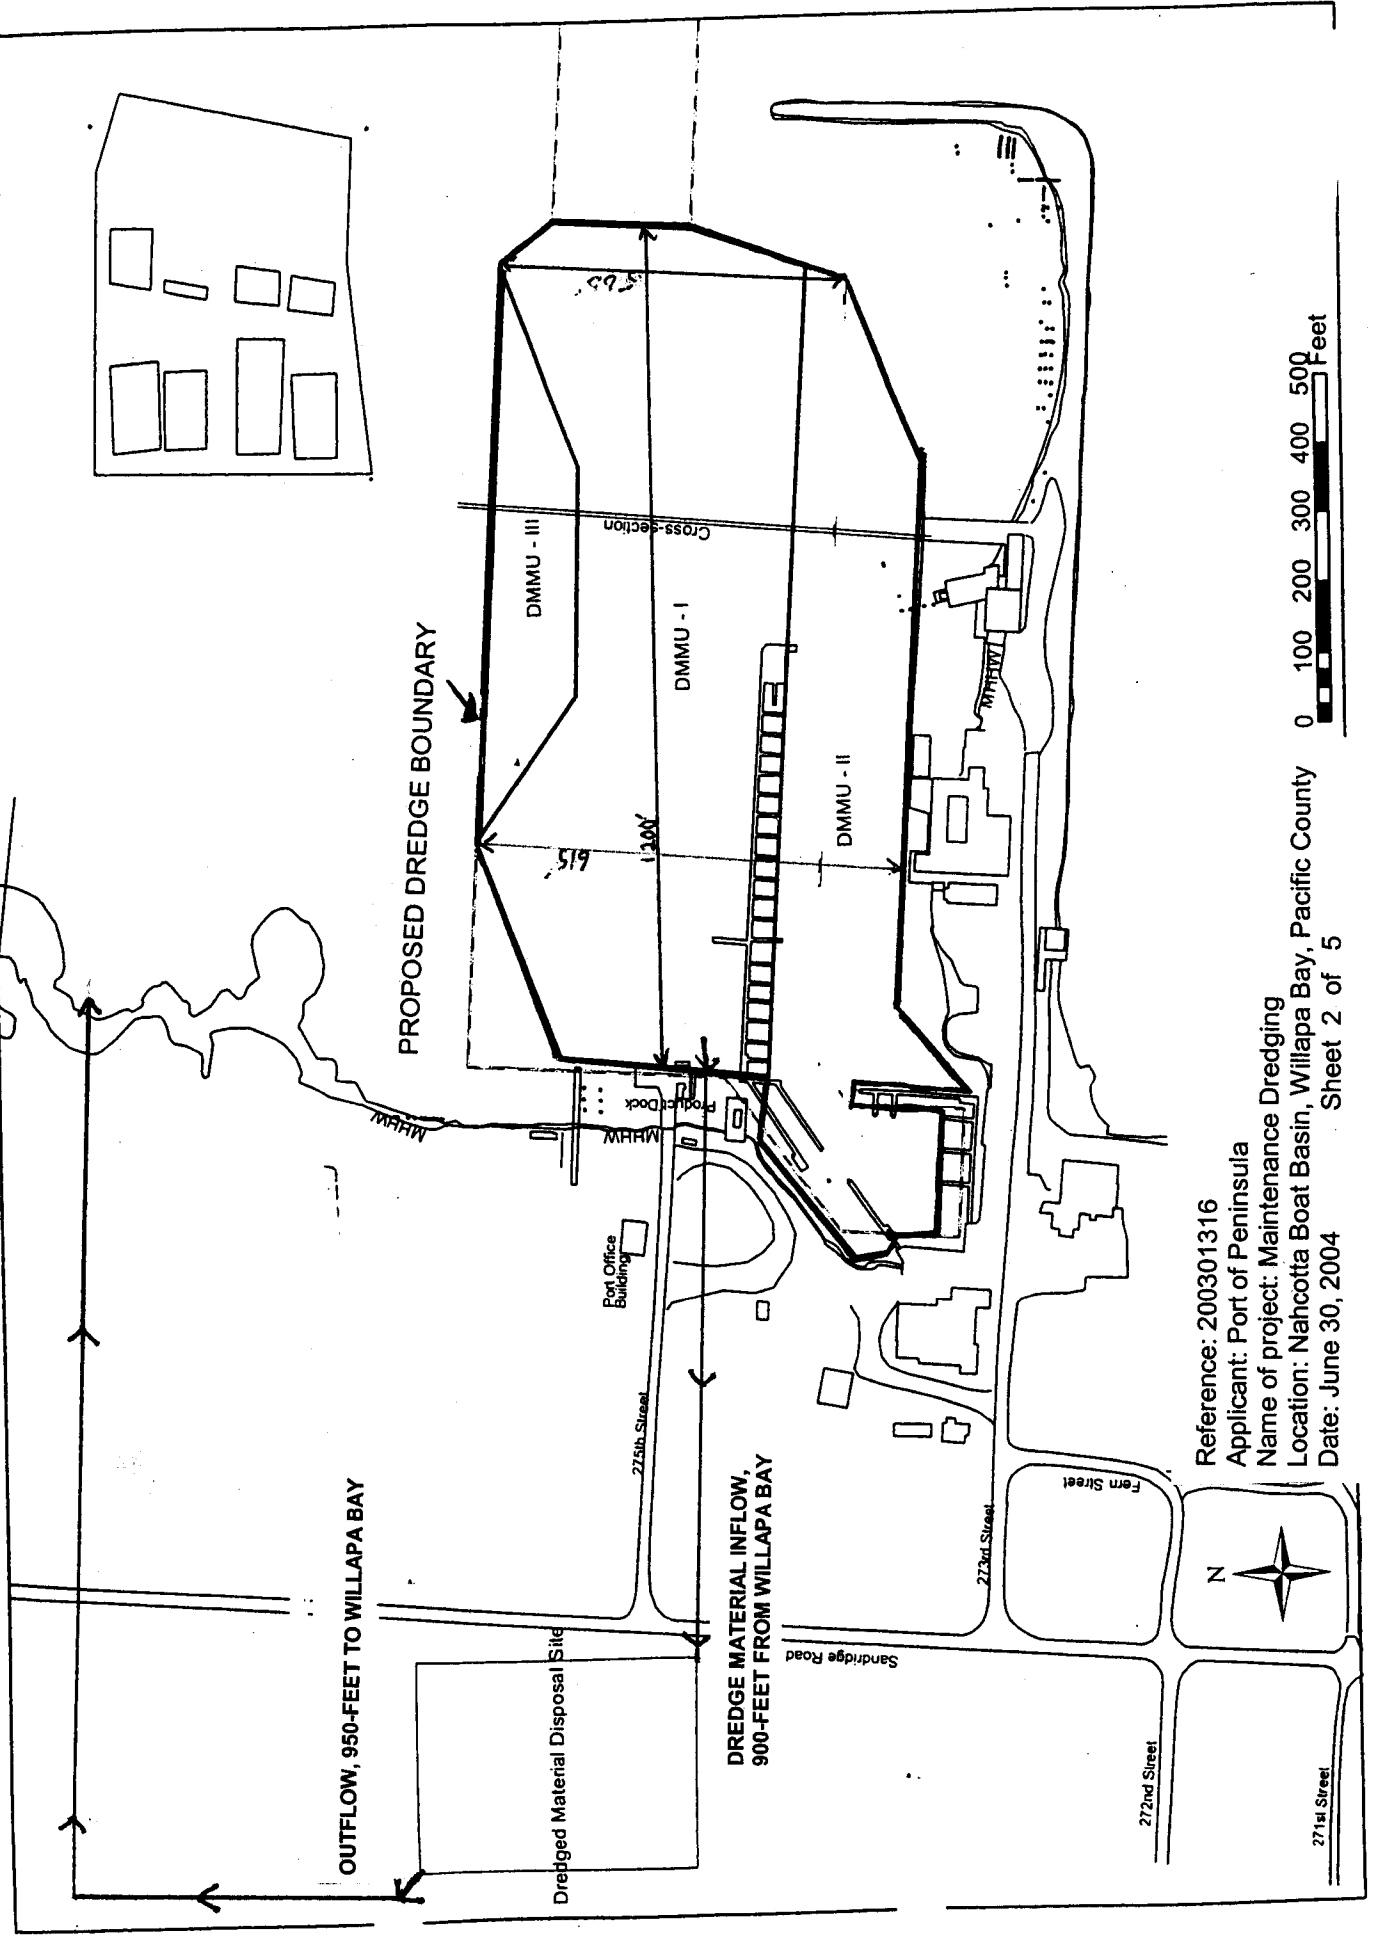 PROPOSED DREDGE BOUNDARY
DMMU - III
DMMU - I
DMMU - II
Cross-section
615'
1200'
MHHW
MHHW
MHHW
Product Dock
Port Office
Building
275th Street
273rd Street
Fern Street
Sandridge Road
272nd Street
271st Street
OUTFLOW, 950-FEET TO WILLAPA BAY
Dredged Material Disposal Site
DREDGE MATERIAL INFLOW,
900-FEET FROM WILLAPA BAY
N
0 100 200 300 400 500
Feet
Reference: 200301316
Applicant: Port of Peninsula
Name of project: Maintenance Dredging
Location: Nahcotta Boat Basin, Willapa Bay, Pacific County
Date: June 30, 2004 Sheet 2 of 5